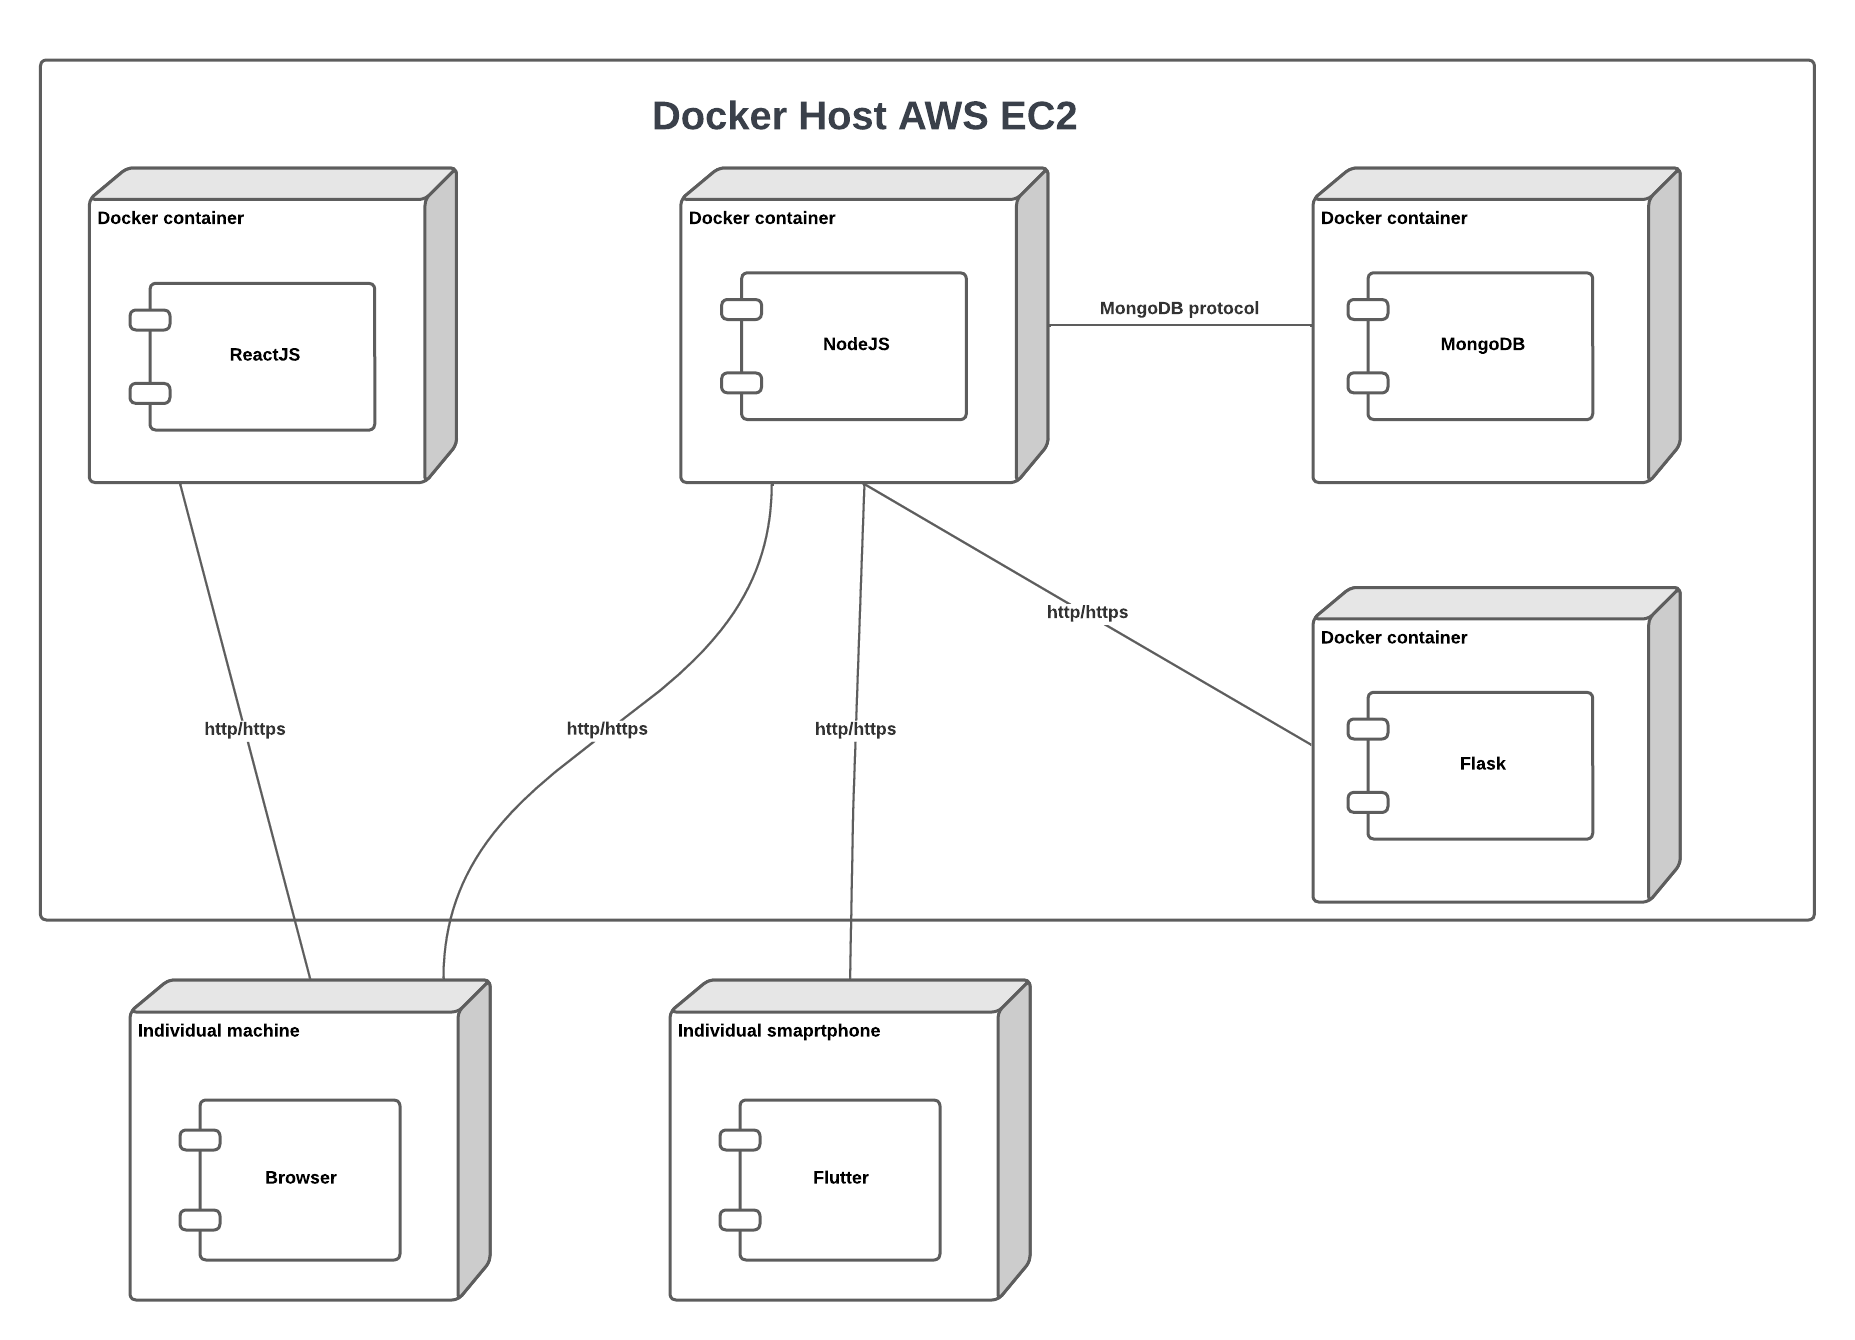 Docker Host AWS EC2
Docker container
ReactJS
Docker container
NodeJS
MongoDB protocol
Docker container
MongoDB
http/https
http/https
http/https
http/https
Docker container
Flask
Individual machine
Browser
Individual smaprtphone
Flutter